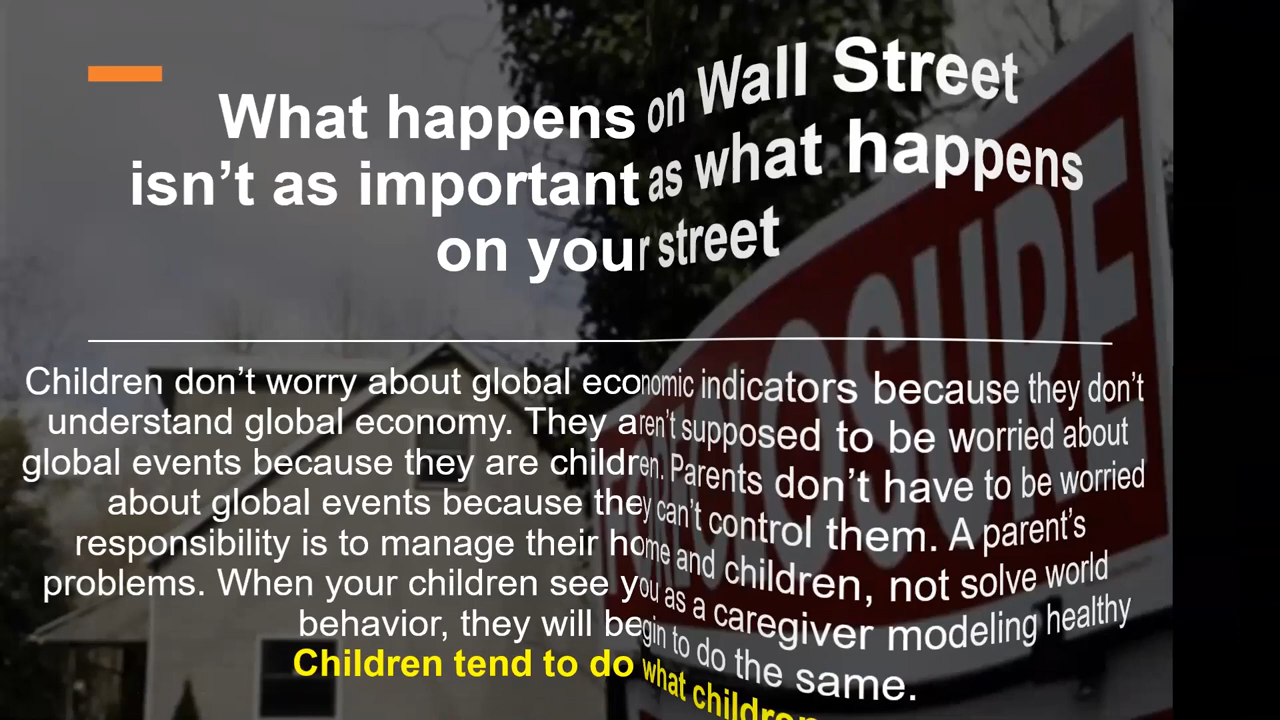 What happens on Wall Street
isn’t as important as what happens
on your street
Children don’t worry about global economic indicators because they don’t
understand global economy. They aren’t supposed to be worried about
global events because they are children. Parents don’t have to be worried
about global events because they can’t control them. A parent’s
responsibility is to manage their home and children, not solve world
problems. When your children see you as a caregiver modeling healthy
behavior, they will begin to do the same.
Children tend to do what children